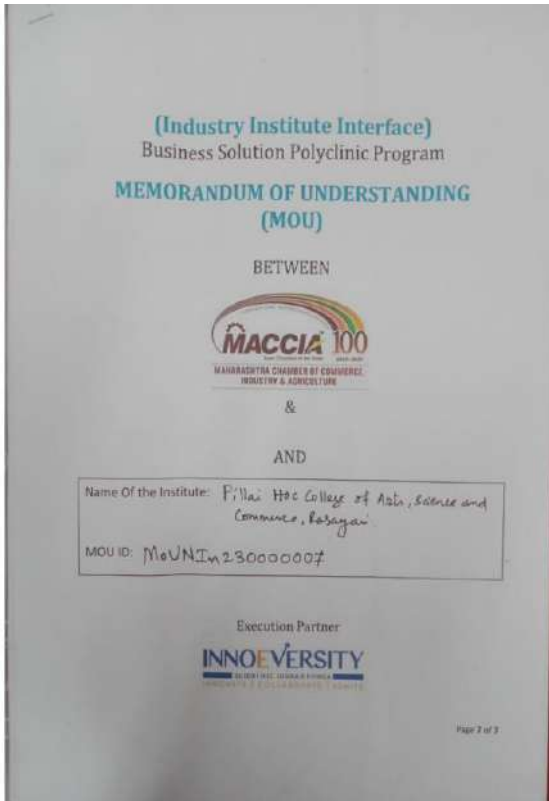 (Industry Institute Interface)
Business Solution Polyclinic Program
MEMORANDUM OF UNDERSTANDING
(MOU)
BETWEEN
MACCIA 100
MAHARASHTRA CHAMBER OF COMMERCE,
INDUSTRY & AGRICULTURE
&
AND
Name Of the Institute: Pillai Hoc College of Arts, Science and
Commerce, Rasayani
MOU ID: MoUNIn230000007
Execution Partner
INNOEVERSITY
Page 2 of 3